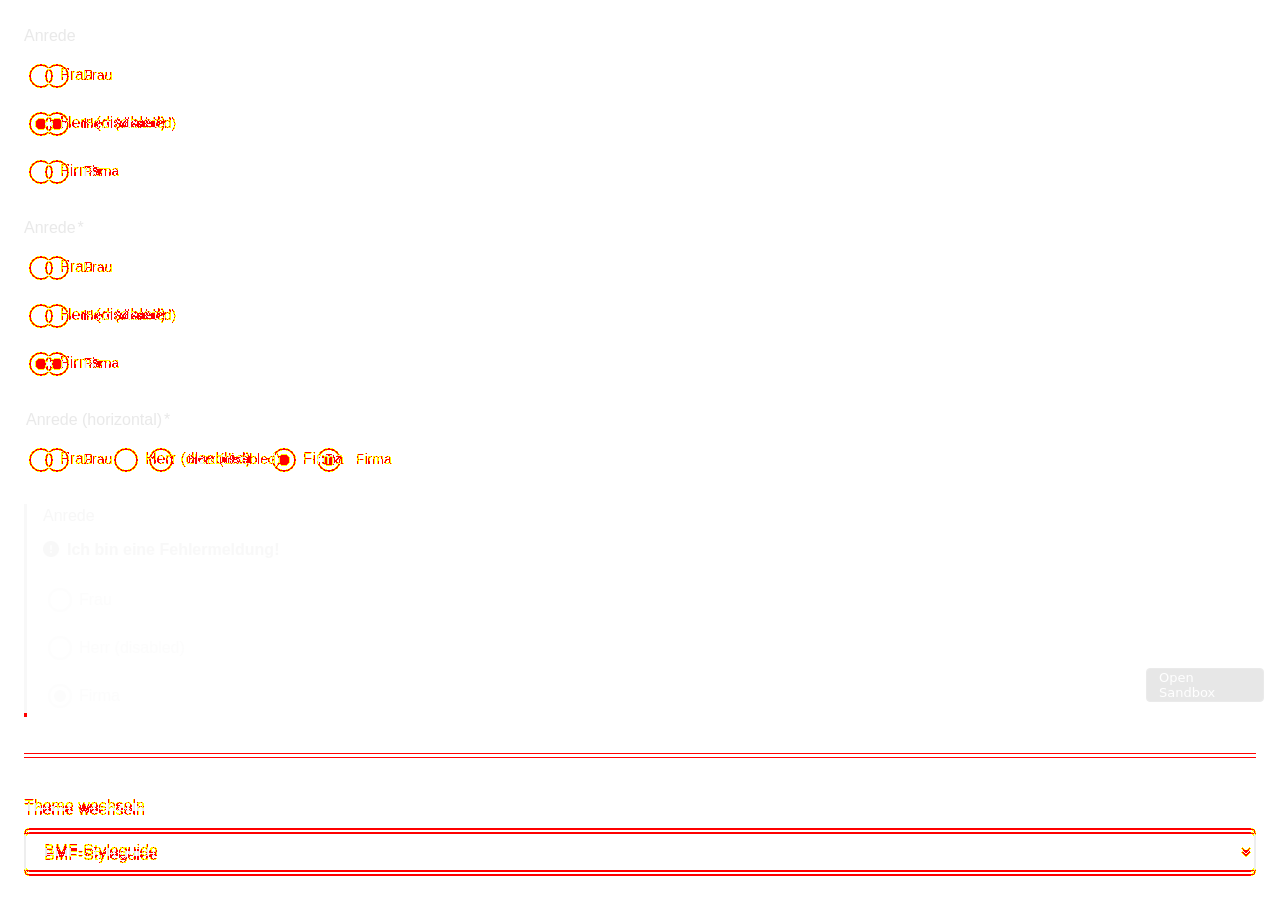 Anrede
Frau
Herr (disabled)
Firma
Anrede*
Frau
Herr (disabled)
Firma
Anrede (horizontal)*
Frau Herr (disabled) Firma Firma
Anrede
Ich bin eine Fehlermeldung!
Frau
Herr (disabled)
Firma
Open
Sandbox
Theme wechseln
BMF-Styleguide